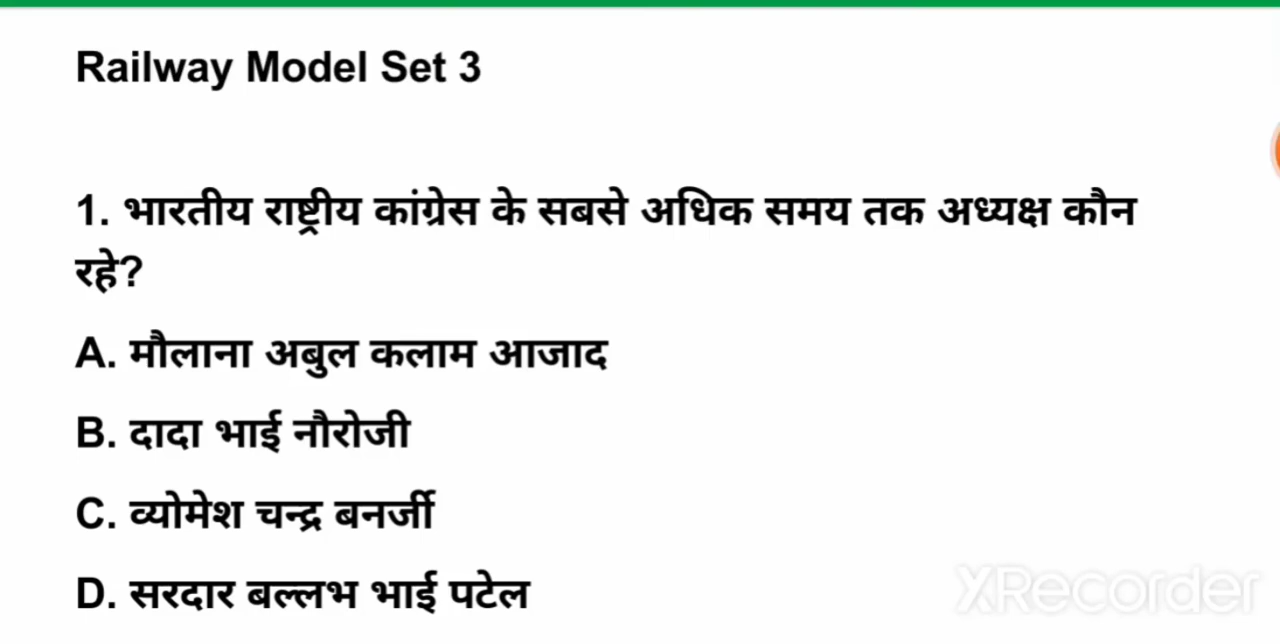 Railway Model Set 3
1. भारतीय राष्ट्रीय कांग्रेस के सबसे अधिक समय तक अध्यक्ष कौन
रहे?
A. मौलाना अबुल कलाम आजाद
B. दादा भाई नौरोजी
C. व्योमेश चन्द्र बनर्जी
D. सरदार बल्लभ भाई पटेल
XRecorder